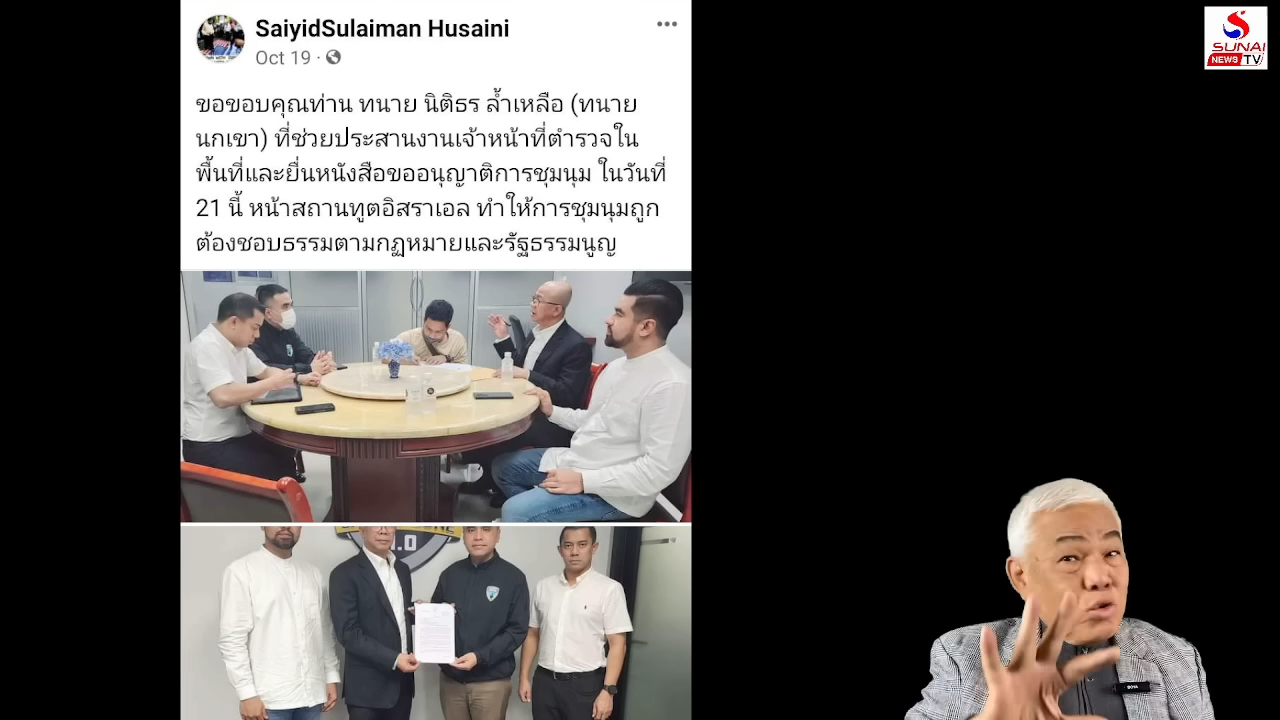 SaiyidSulaiman Husaini
Oct 19 ·
ขอขอบคุณท่าน ทนาย นิติธร ล้ำเหลือ (ทนาย
นกเขา) ที่ช่วยประสานงานเจ้าหน้าที่ตำรวจใน
พื้นที่และยื่นหนังสือขออนุญาติการชุมนุม ในวันที่
21 นี้ หน้าสถานทูตอิสราเอล ทำให้การชุมนุมถูก
ต้องชอบธรรมตามกฏหมายและรัฐธรรมนูญ
SUNAI
NEWS TV
.0
BOYA